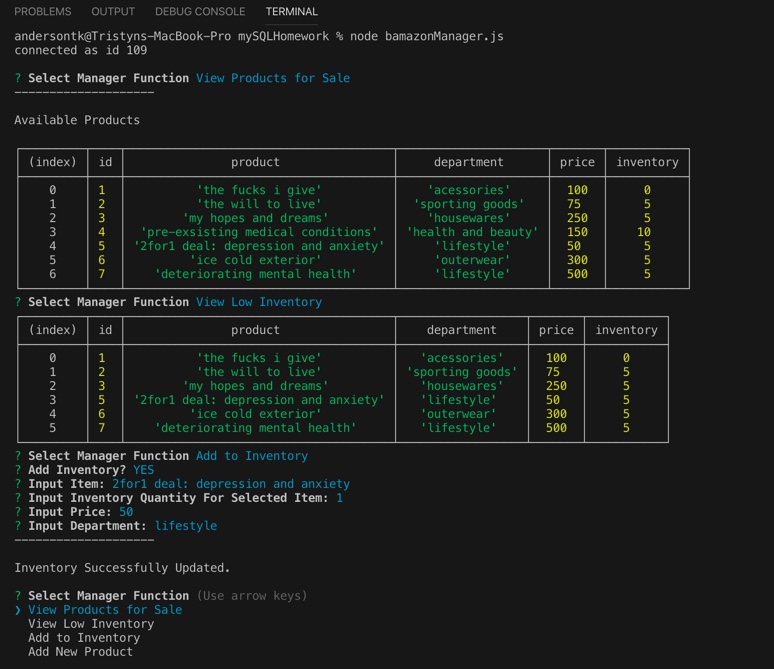 PROBLEMS OUTPUT DEBUG CONSOLE TERMINAL
andersontk@Tristyns-MacBook-Pro mySQLHomework % node bamazonManager.js
connected as id 109
? Select Manager Function View Products for Sale
--------------------
Available Products
(index) id product department price inventory
0 1 'the fucks i give' 'acessories' 100 0
1 2 'the will to live' 'sporting goods' 75 5
2 3 'my hopes and dreams' 'housewares' 250 5
3 4 'pre-exsisting medical conditions' 'health and beauty' 150 10
4 5 '2for1 deal: depression and anxiety' 'lifestyle' 50 5
5 6 'ice cold exterior' 'outerwear' 300 5
6 7 'deteriorating mental health' 'lifestyle' 500 5
? Select Manager Function View Low Inventory
(index) id product department price inventory
0 1 'the fucks i give' 'acessories' 100 0
1 2 'the will to live' 'sporting goods' 75 5
2 3 'my hopes and dreams' 'housewares' 250 5
3 5 '2for1 deal: depression and anxiety' 'lifestyle' 50 5
4 6 'ice cold exterior' 'outerwear' 300 5
5 7 'deteriorating mental health' 'lifestyle' 500 5
? Select Manager Function Add to Inventory
? Add Inventory? YES
? Input Item: 2for1 deal: depression and anxiety
? Input Inventory Quantity For Selected Item: 1
? Input Price: 50
? Input Department: lifestyle
--------------------
Inventory Successfully Updated.
? Select Manager Function (Use arrow keys)
❯ View Products for Sale
View Low Inventory
Add to Inventory
Add New Product